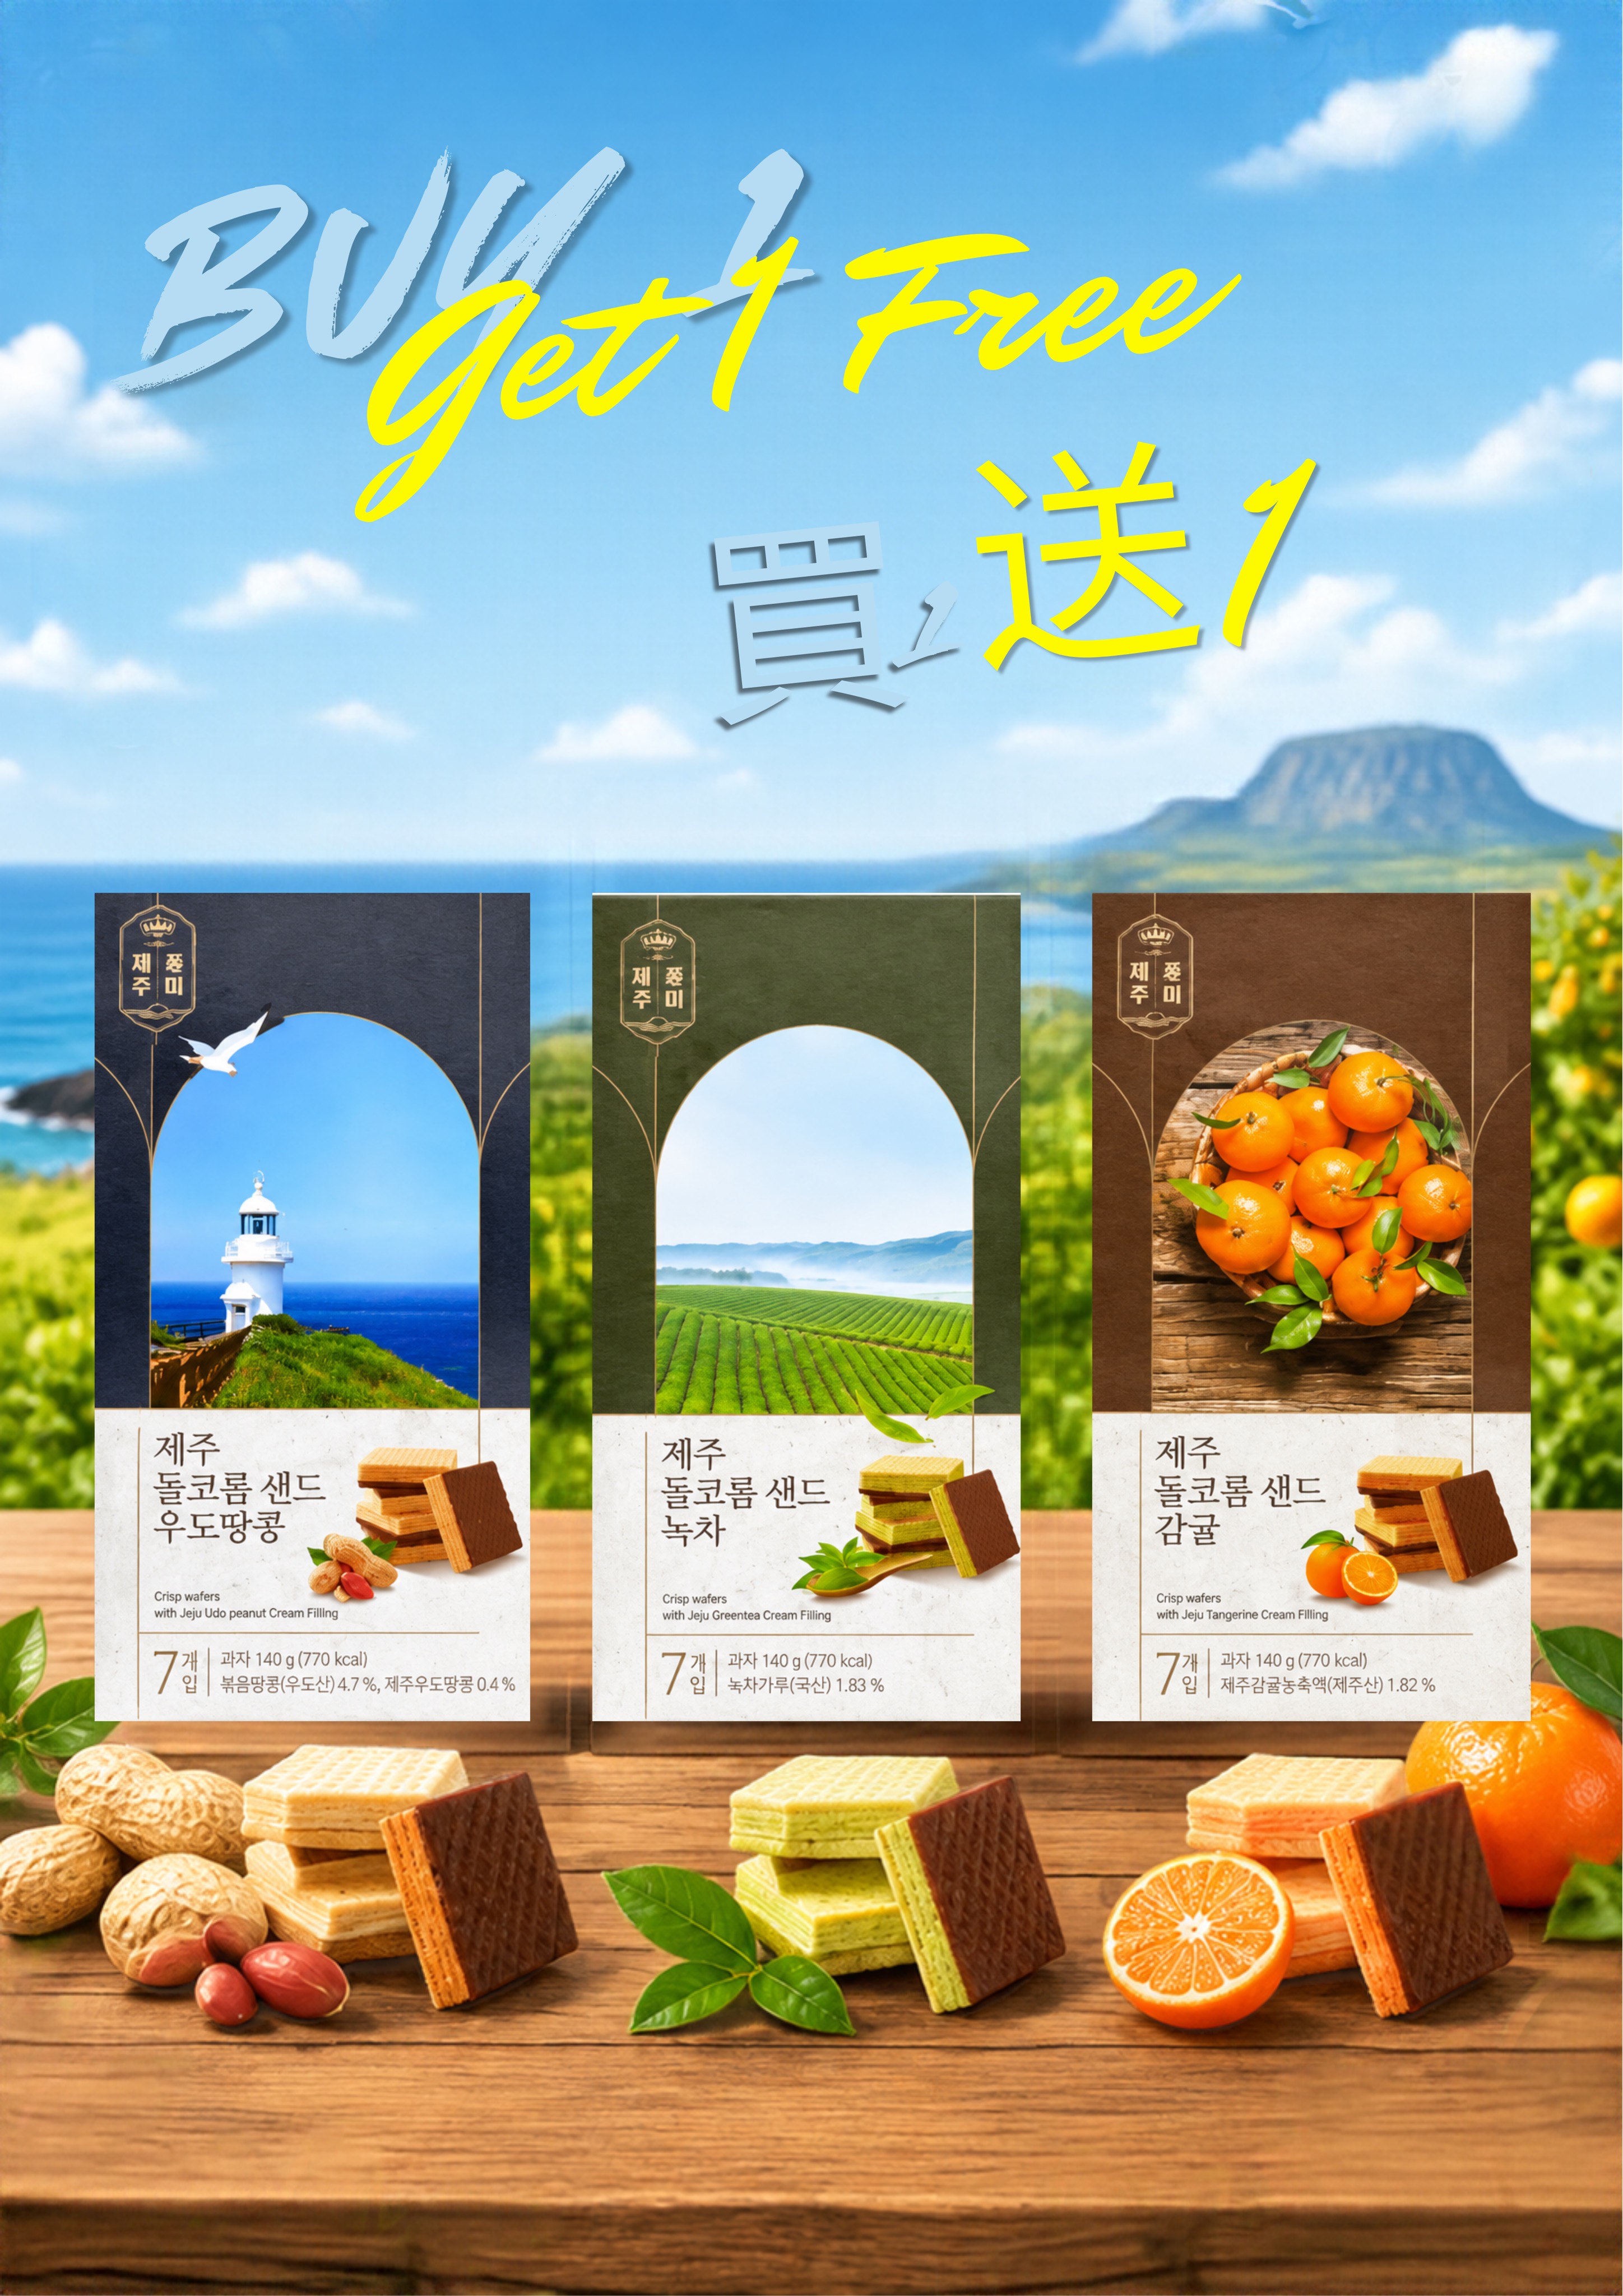 BUY 1
Get 1 Free
買1送1
제주 쫀미
제주
돌코롬 샌드
우도땅콩
Crisp wafers
with Jeju Udo peanut Cream Filling
7개입
과자 140 g (770 kcal)
볶음땅콩(우도산) 4.7 %, 제주우도땅콩 0.4 %
제주
제주
돌코롬 샌드
녹차
Crisp wafers
with Jeju Greentea Cream Filling
7개입
과자 140 g (770 kcal)
녹차가루(국산) 1.83 %
제주
제주
돌코롬 샌드
감귤
Crisp wafers
with Jeju Tangerine Cream Filling
7개입
과자 140 g (770 kcal)
제주감귤농축액(제주산) 1.82 %